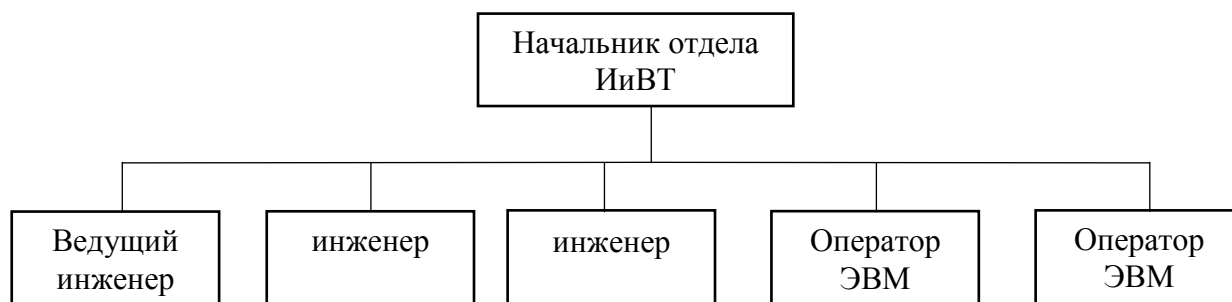 Начальник отдела
ИиВТ
Ведущий
инженер
инженер
инженер
Оператор
ЭВМ
Оператор
ЭВМ